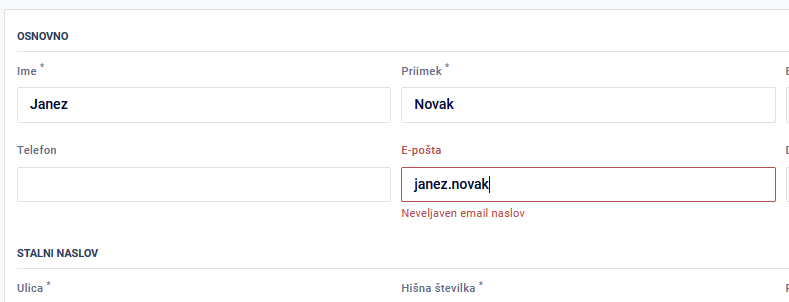 OSNOVNO
Ime *
Priimek *
Janez
Novak
Telefon
E-pošta
janez.novak
Neveljaven email naslov
STALNI NASLOV
Ulica *
Hišna številka *